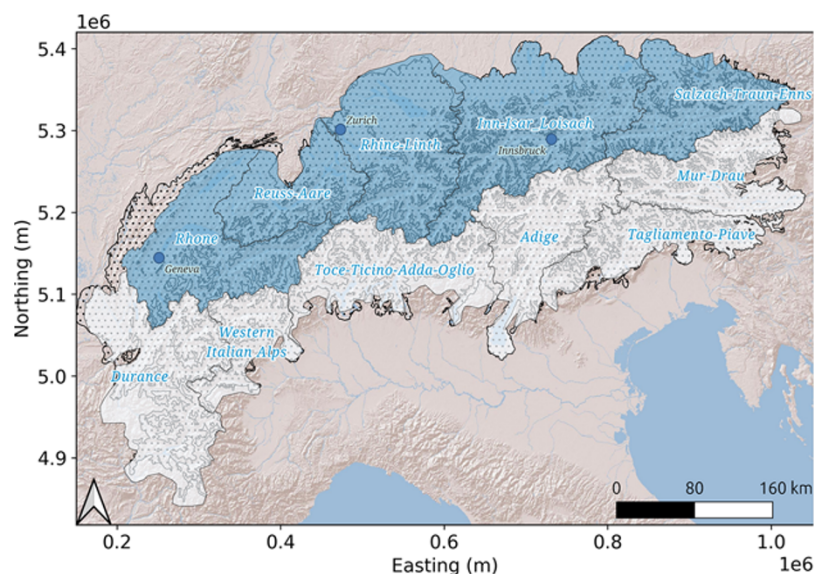 1e6
5.4
5.3
5.2
5.1
5.0
4.9
Northing (m)
Salzach-Traun-Enns
Zurich
Inn-Isar_Loisach
Rhine-Linth
Innsbruck
Mur-Drau
Reuss-Aare
Rhone
Adige
Tagliamento-Piave
Geneva
Toce-Ticino-Adda-Oglio
Western
Italian Alps
Durance
0 80 160 km
0.2 0.4 0.6 0.8 1.0
Easting (m)
1e6